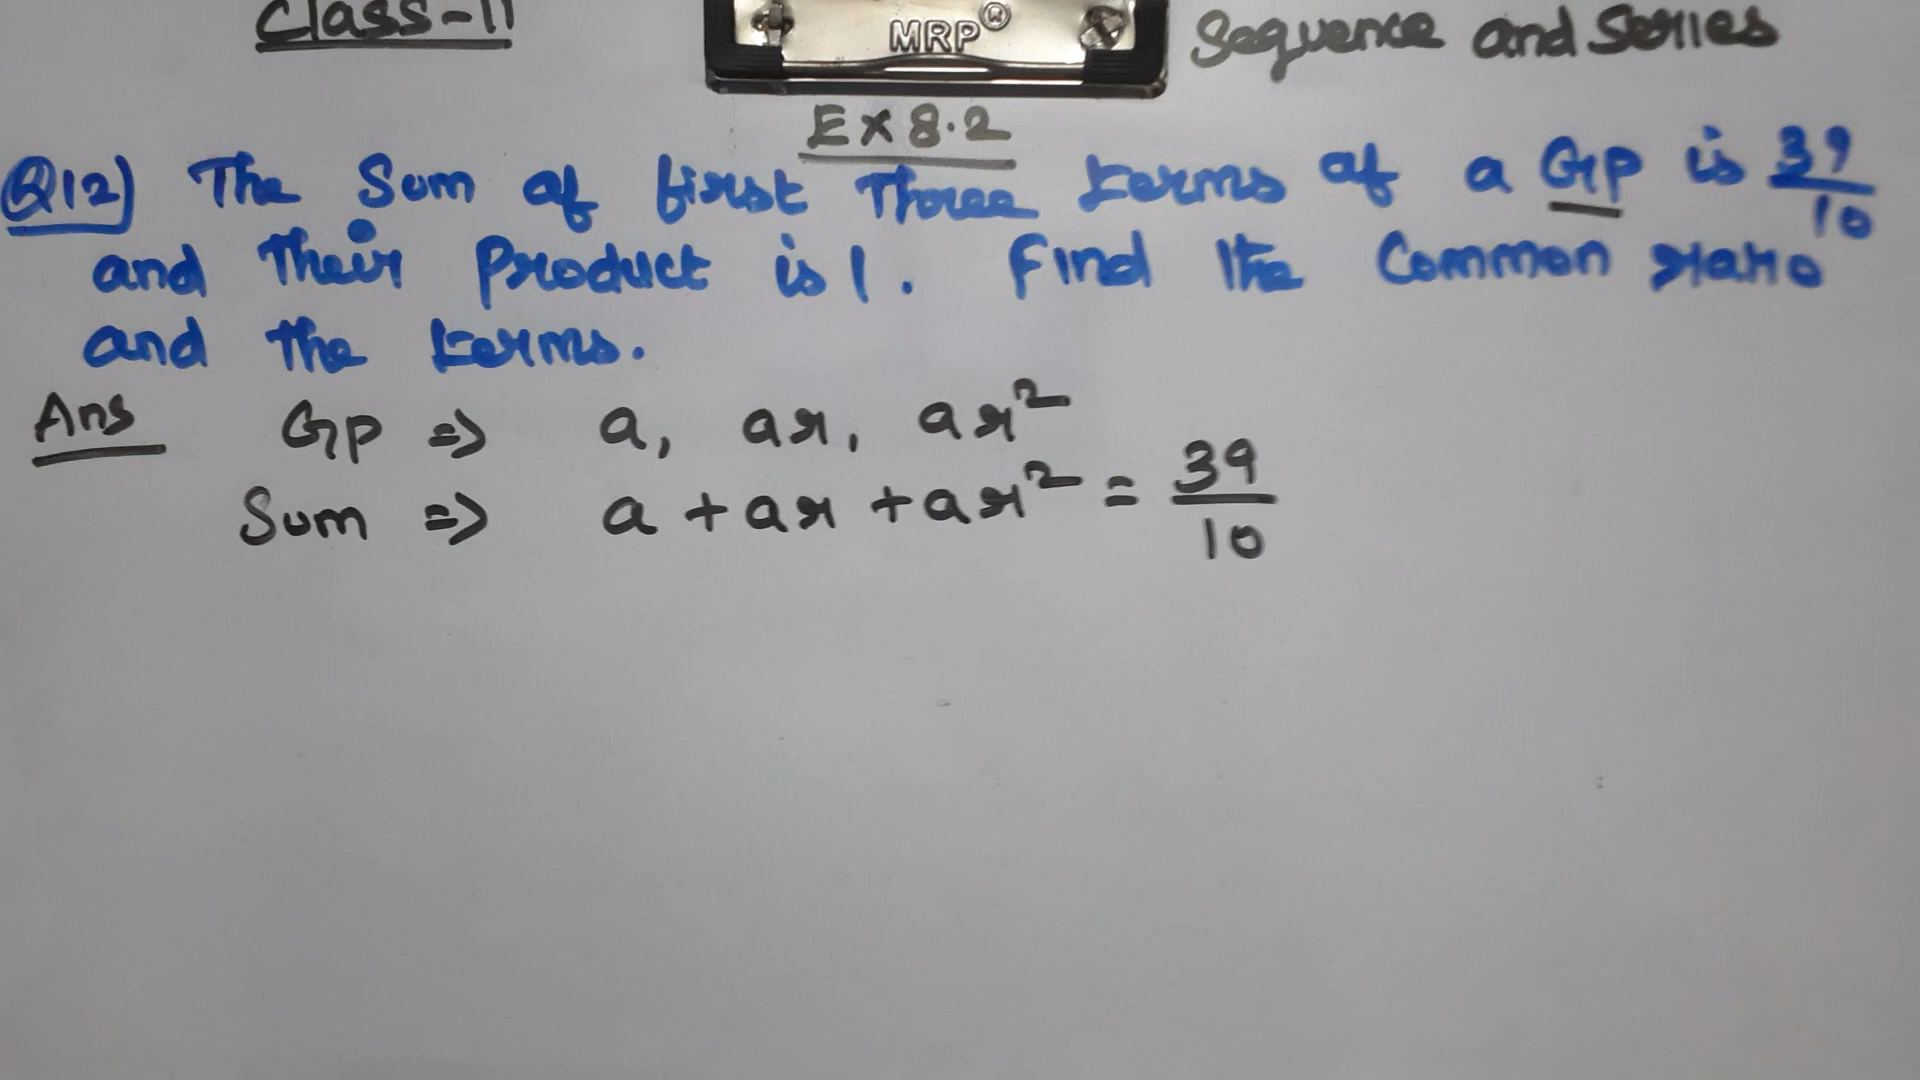 Class-11
MRP®
Sequence and Series
Ex 8.2
Q12) The Sum of first Three terms of a GP is 39/10
and Their Product is 1. Find the Common ratio
and the terms.
Ans GP => a, ar, ar²
Sum => a + ar + ar² = 39/10